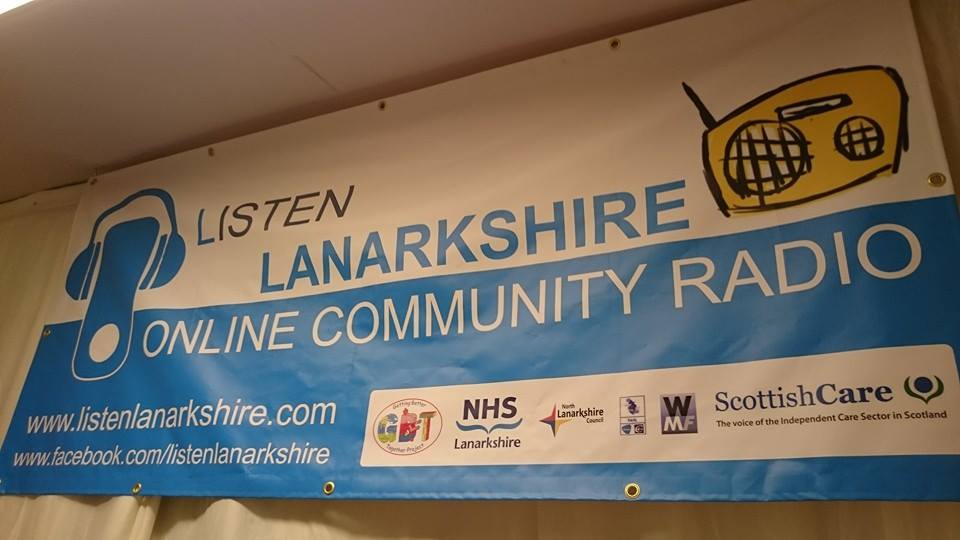 LISTEN
LANARKSHIRE
ONLINE COMMUNITY RADIO
www.listenlanarkshire.com
www.facebook.com/listenlanarkshire
Getting Better
GBT
Together Project
NHS
Lanarkshire
North
Lanarkshire
Council
W
MF
ScottishCare
The voice of the Independent Care Sector in Scotland